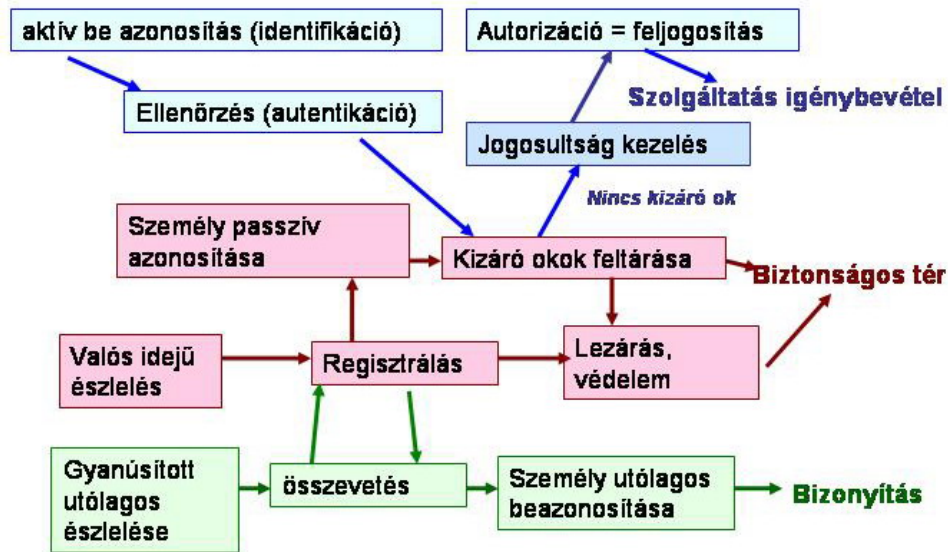 aktív be azonosítás (identifikáció)
Autorizáció = feljogosítás
Szolgáltatás igénybevétel
Ellenőrzés (autentikáció)
Jogosultság kezelés
Nincs kizáró ok
Személy passzív
azonosítása
Kizáró okok feltárása
Biztonságos tér
Valós idejű
észlelés
Regisztrálás
Lezárás,
védelem
Gyanúsított
utólagos
észlelése
összevetés
Személy utólagos
beazonosítása
Bizonyítás